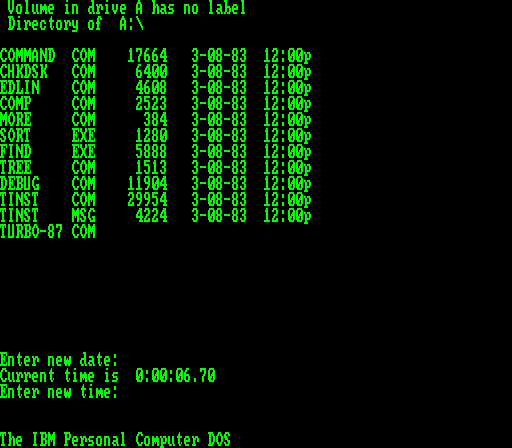 Volume in drive A has no label
Directory of  A:\
COMMAND  COM    17664   3-08-83  12:00p
CHKDSK   COM     6400   3-08-83  12:00p
EDLIN    COM     4608   3-08-83  12:00p
COMP     COM     2523   3-08-83  12:00p
MORE     COM      384   3-08-83  12:00p
SORT     EXE     1280   3-08-83  12:00p
FIND     EXE     5888   3-08-83  12:00p
TREE     COM     1513   3-08-83  12:00p
DEBUG    COM    11904   3-08-83  12:00p
TINST    COM    29954   3-08-83  12:00p
TINST    MSG     4224   3-08-83  12:00p
TURBO-87 COM
Enter new date:
Current time is  0:00:06.70
Enter new time:
The IBM Personal Computer DOS